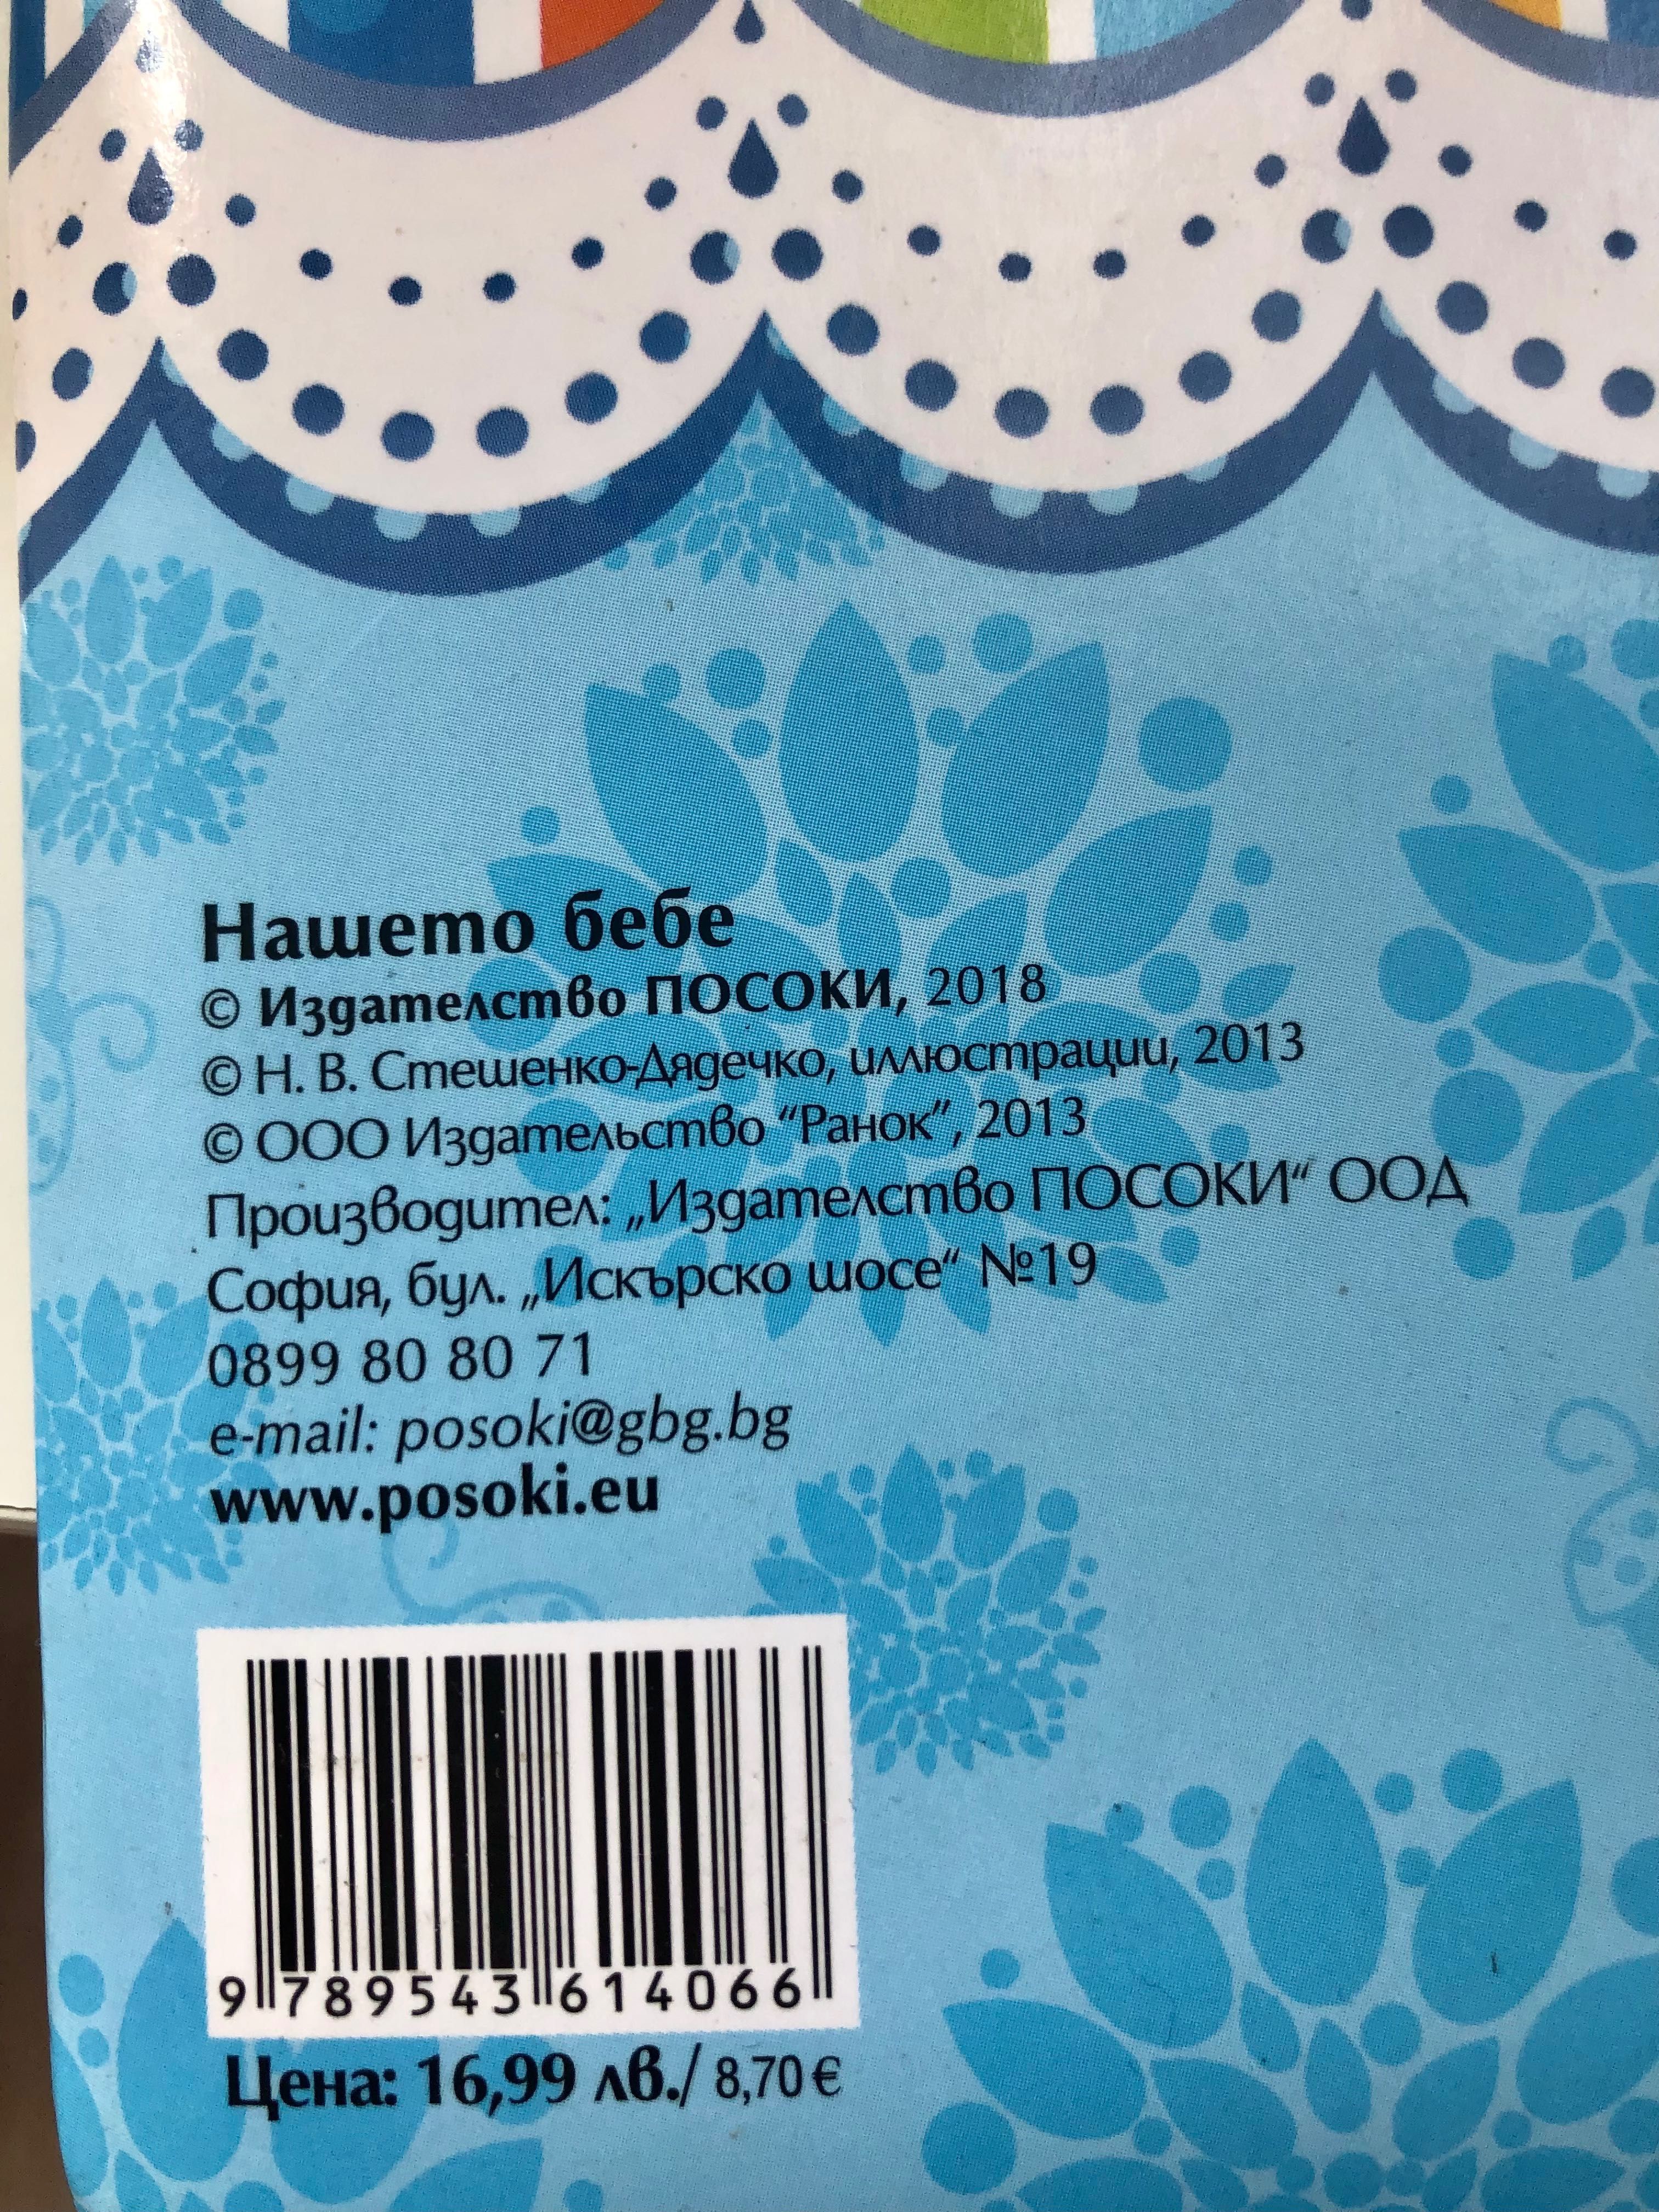 Нашето бебе
© Издателство ПОСОКИ, 2018
© Н. В. Стешенко-Дядечко, иллюстрации, 2013
© ООО Издательство “Ранок”, 2013
Производител: „Издателство ПОСОКИ“ ООД
София, бул. „Искърско шосе“ №19
0899 80 80 71
e-mail: posoki@gbg.bg
www.posoki.eu
9 789543 614066
Цена: 16,99 лв./ 8,70 €